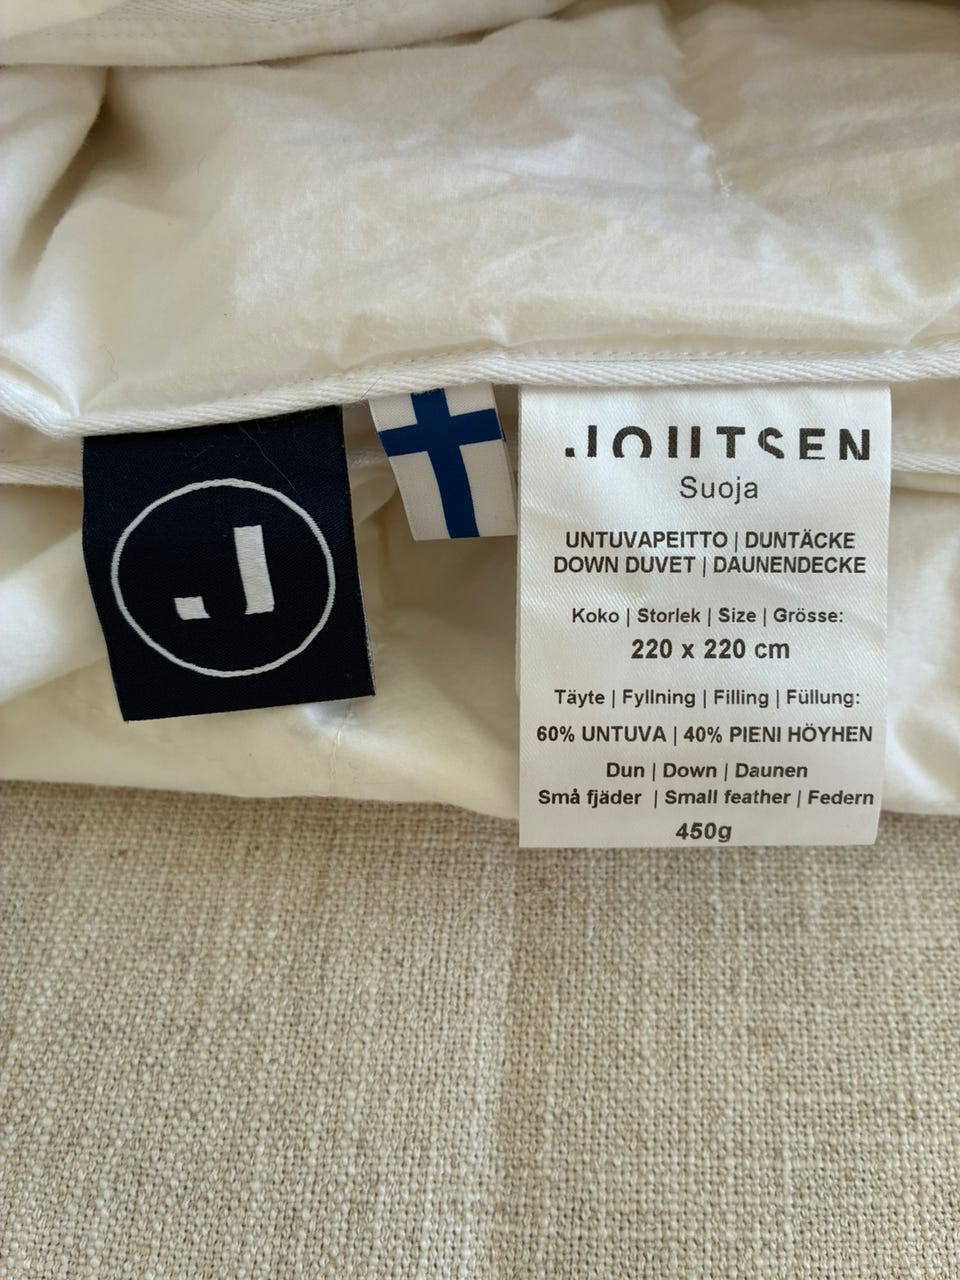 J
JOUTSEN
Suoja
UNTUVAPEITTO | DUNTÄCKE
DOWN DUVET | DAUNENDECKE
Koko | Storlek | Size | Grösse:
220 x 220 cm
Täyte | Fyllning | Filling | Füllung:
60% UNTUVA | 40% PIENI HÖYHEN
Dun | Down | Daunen
Små fjäder | Small feather | Federn
450g